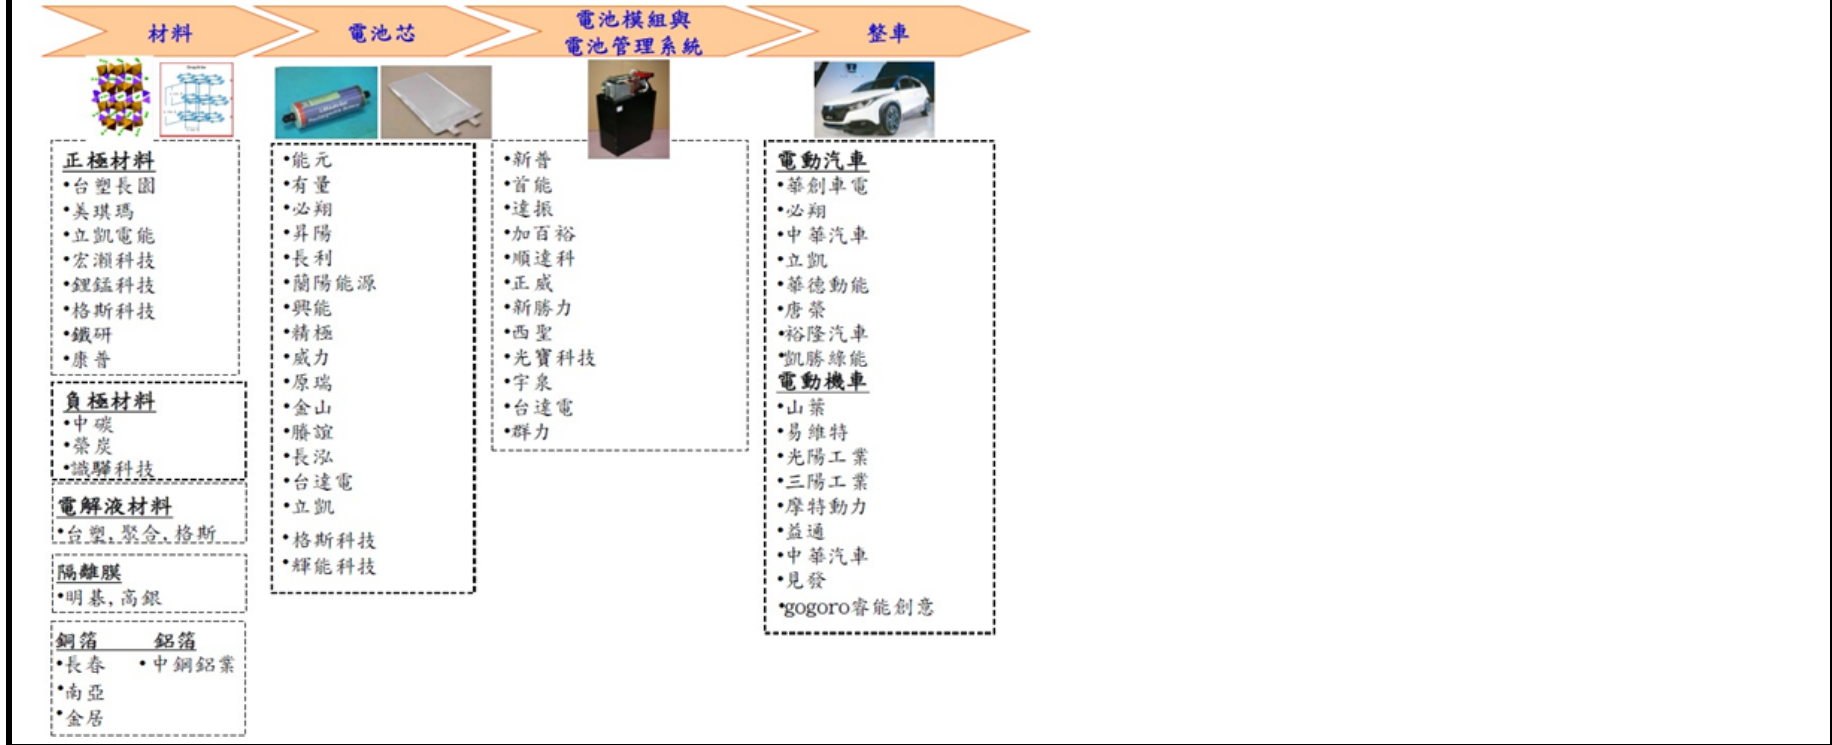 材料
電池芯
電池模組與
電池管理系統
整車
正極材料
•台塑長園
•美琪瑪
•立凱電能
•宏瀨科技
•鋰錳科技
•格斯科技
•鐵研
•康普
負極材料
•中碳
•榮炭
•識驊科技
電解液材料
•台塑,聚合,格斯
隔離膜
•明碁,高銀
銅箔 鋁箔
•長春 •中鋼鋁業
•南亞
•金居
•能元
•有量
•必翔
•昇陽
•長利
•蘭陽能源
•興能
•精極
•威力
•原瑞
•金山
•勝誼
•長泓
•台達電
•立凱
•格斯科技
•輝能科技
•新普
•首能
•達振
•加百裕
•順達科
•正崴
•新勝力
•西聖
•光寶科技
•宇泉
•台達電
•群力
電動汽車
•華創車電
•必翔
•中華汽車
•立凱
•華德動能
•唐榮
•裕隆汽車
•凱勝綠能
電動機車
•山葉
•易維特
•光陽工業
•三陽工業
•摩特動力
•益通
•中華汽車
•見發
•gogoro睿能創意